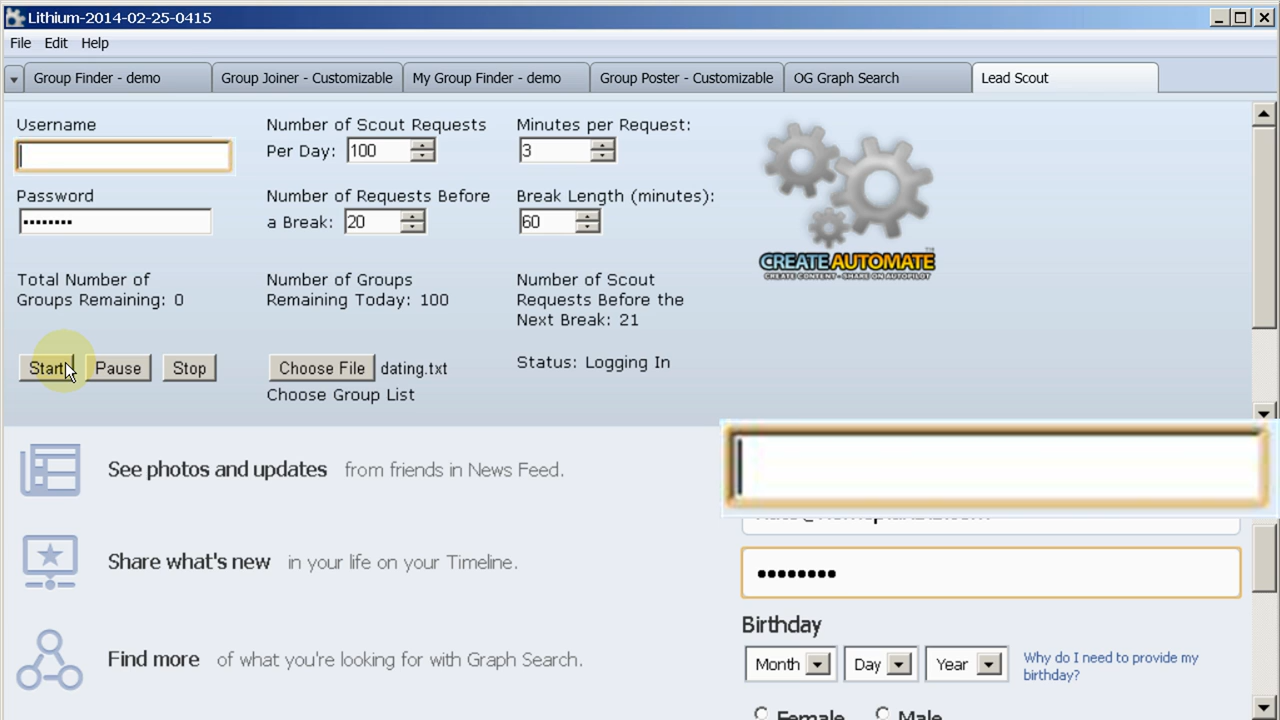 Lithium-2014-02-25-0415
File Edit Help
Group Finder - demo Group Joiner - Customizable My Group Finder - demo Group Poster - Customizable OG Graph Search Lead Scout
Username
Number of Scout Requests
Per Day: 100
Minutes per Request:
3
Password
••••••••
Number of Requests Before
a Break: 20
Break Length (minutes):
60
CREATEAUTOMATE
CREATE CONTENT - SHARE ON AUTOPILOT
Total Number of
Groups Remaining: 0
Number of Groups
Remaining Today: 100
Number of Scout
Requests Before the
Next Break: 21
Start Pause Stop
Choose File dating.txt
Choose Group List
Status: Logging In
See photos and updates from friends in News Feed.
••••••••
Share what's new in your life on your Timeline.
Birthday
Month Day Year
Why do I need to provide my
birthday?
Find more of what you're looking for with Graph Search.
Female Male